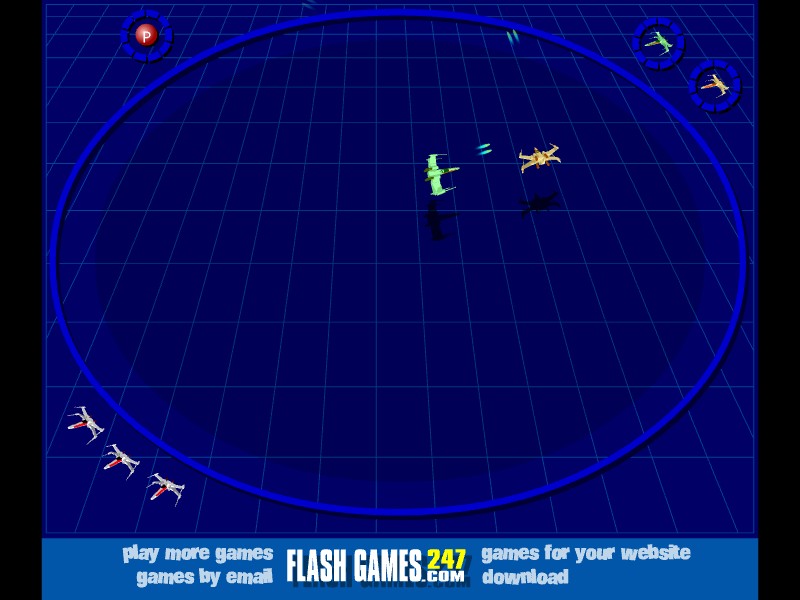 P
play more games
games by email
FLASH GAMES 247
.COM
games for your website
download